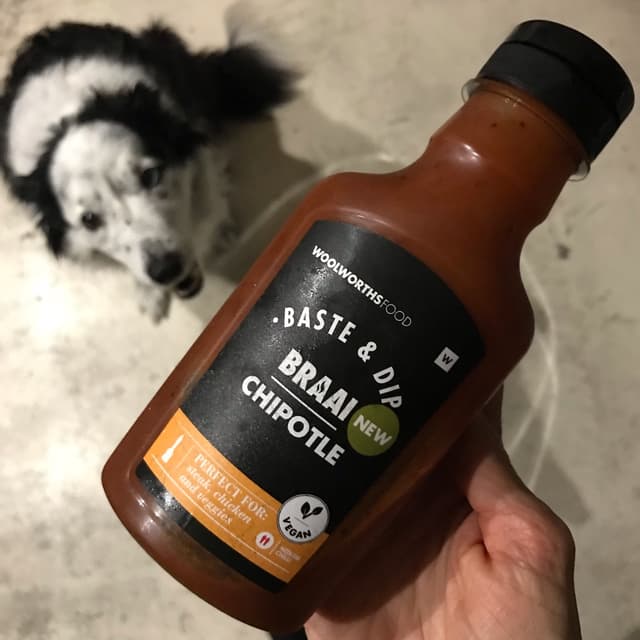 WOOLWORTHSFOOD
W
.BASTE & DIP
BRAAI
CHIPOTLE
NEW
PERFECT FOR:
steak, chicken
and veggies
VEGAN